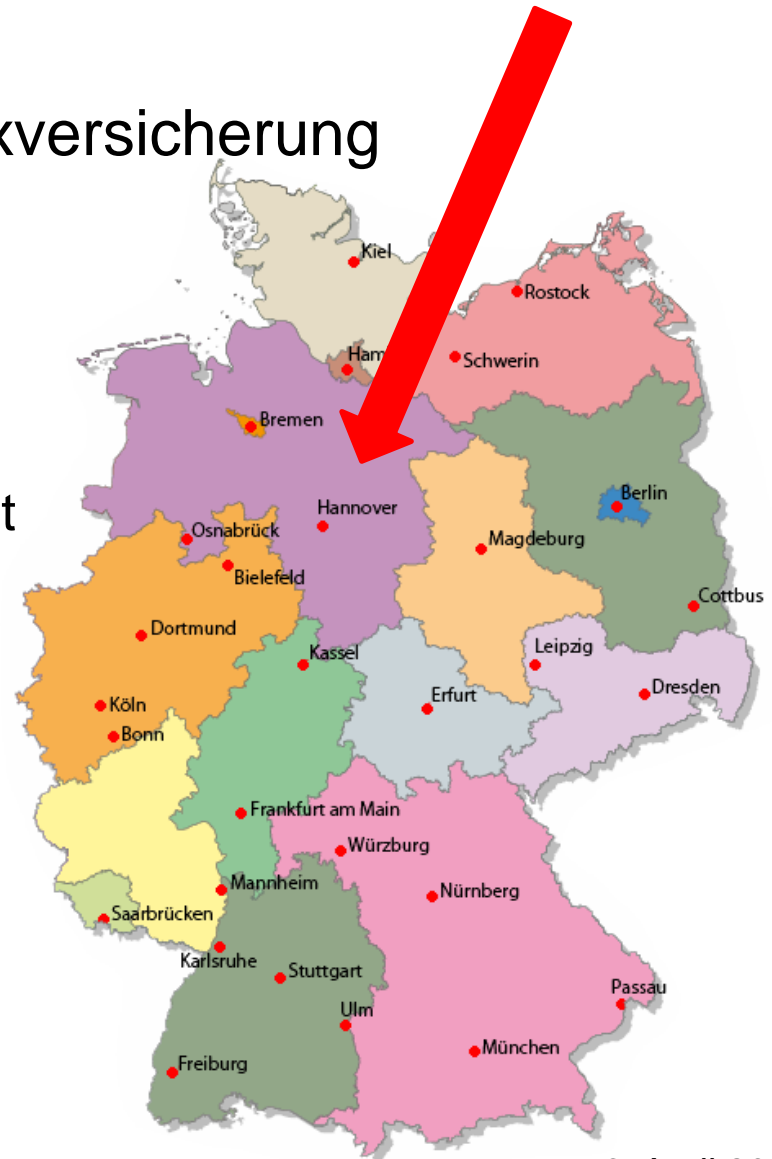 xversicherung
Kiel
Rostock
Ham
Schwerin
Bremen
Berlin
Hannover
t
Osnabrück
Magdeburg
Bielefeld
Cottbus
Dortmund
Leipzig
Kassel
Dresden
Erfurt
Köln
Bonn
Frankfurt am Main
Würzburg
Mannheim
Nürnberg
Saarbrücken
Karlsruhe
Stuttgart
Passau
Ulm
München
Freiburg